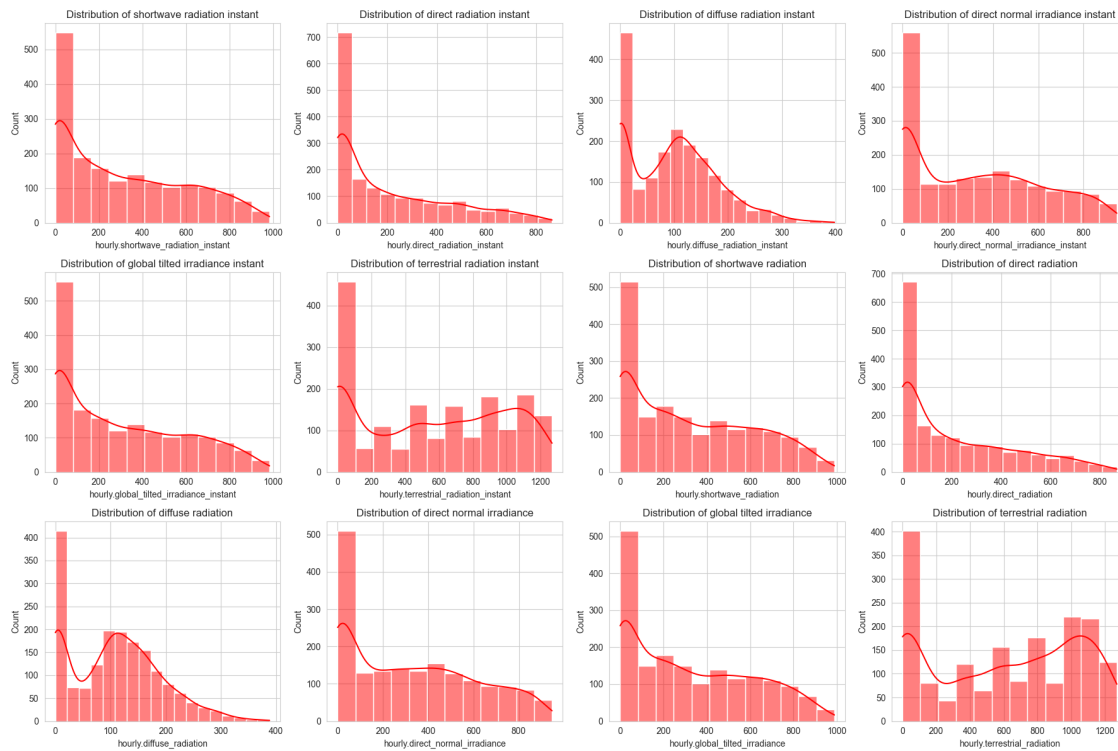 Distribution of shortwave radiation instant
Count
500
400
300
200
100
0
0 200 400 600 800 1000
hourly.shortwave_radiation_instant
Distribution of direct radiation instant
Count
700
600
500
400
300
200
100
0
0 200 400 600 800
hourly.direct_radiation_instant
Distribution of diffuse radiation instant
Count
400
300
200
100
0
0 100 200 300 400
hourly.diffuse_radiation_instant
Distribution of direct normal irradiance instant
Count
500
400
300
200
100
0
0 200 400 600 800
hourly.direct_normal_irradiance_instant
Distribution of global tilted irradiance instant
Count
500
400
300
200
100
0
0 200 400 600 800 1000
hourly.global_tilted_irradiance_instant
Distribution of terrestrial radiation instant
Count
400
300
200
100
0
0 200 400 600 800 1000 1200
hourly.terrestrial_radiation_instant
Distribution of shortwave radiation
Count
500
400
300
200
100
0
0 200 400 600 800 1000
hourly.shortwave_radiation
Distribution of direct radiation
Count
700
600
500
400
300
200
100
0
0 200 400 600 800
hourly.direct_radiation
Distribution of diffuse radiation
Count
400
350
300
250
200
150
100
50
0
0 100 200 300 400
hourly.diffuse_radiation
Distribution of direct normal irradiance
Count
500
400
300
200
100
0
0 200 400 600 800
hourly.direct_normal_irradiance
Distribution of global tilted irradiance
Count
500
400
300
200
100
0
0 200 400 600 800 1000
hourly.global_tilted_irradiance
Distribution of terrestrial radiation
Count
400
350
300
250
200
150
100
50
0
0 200 400 600 800 1000 1200
hourly.terrestrial_radiation